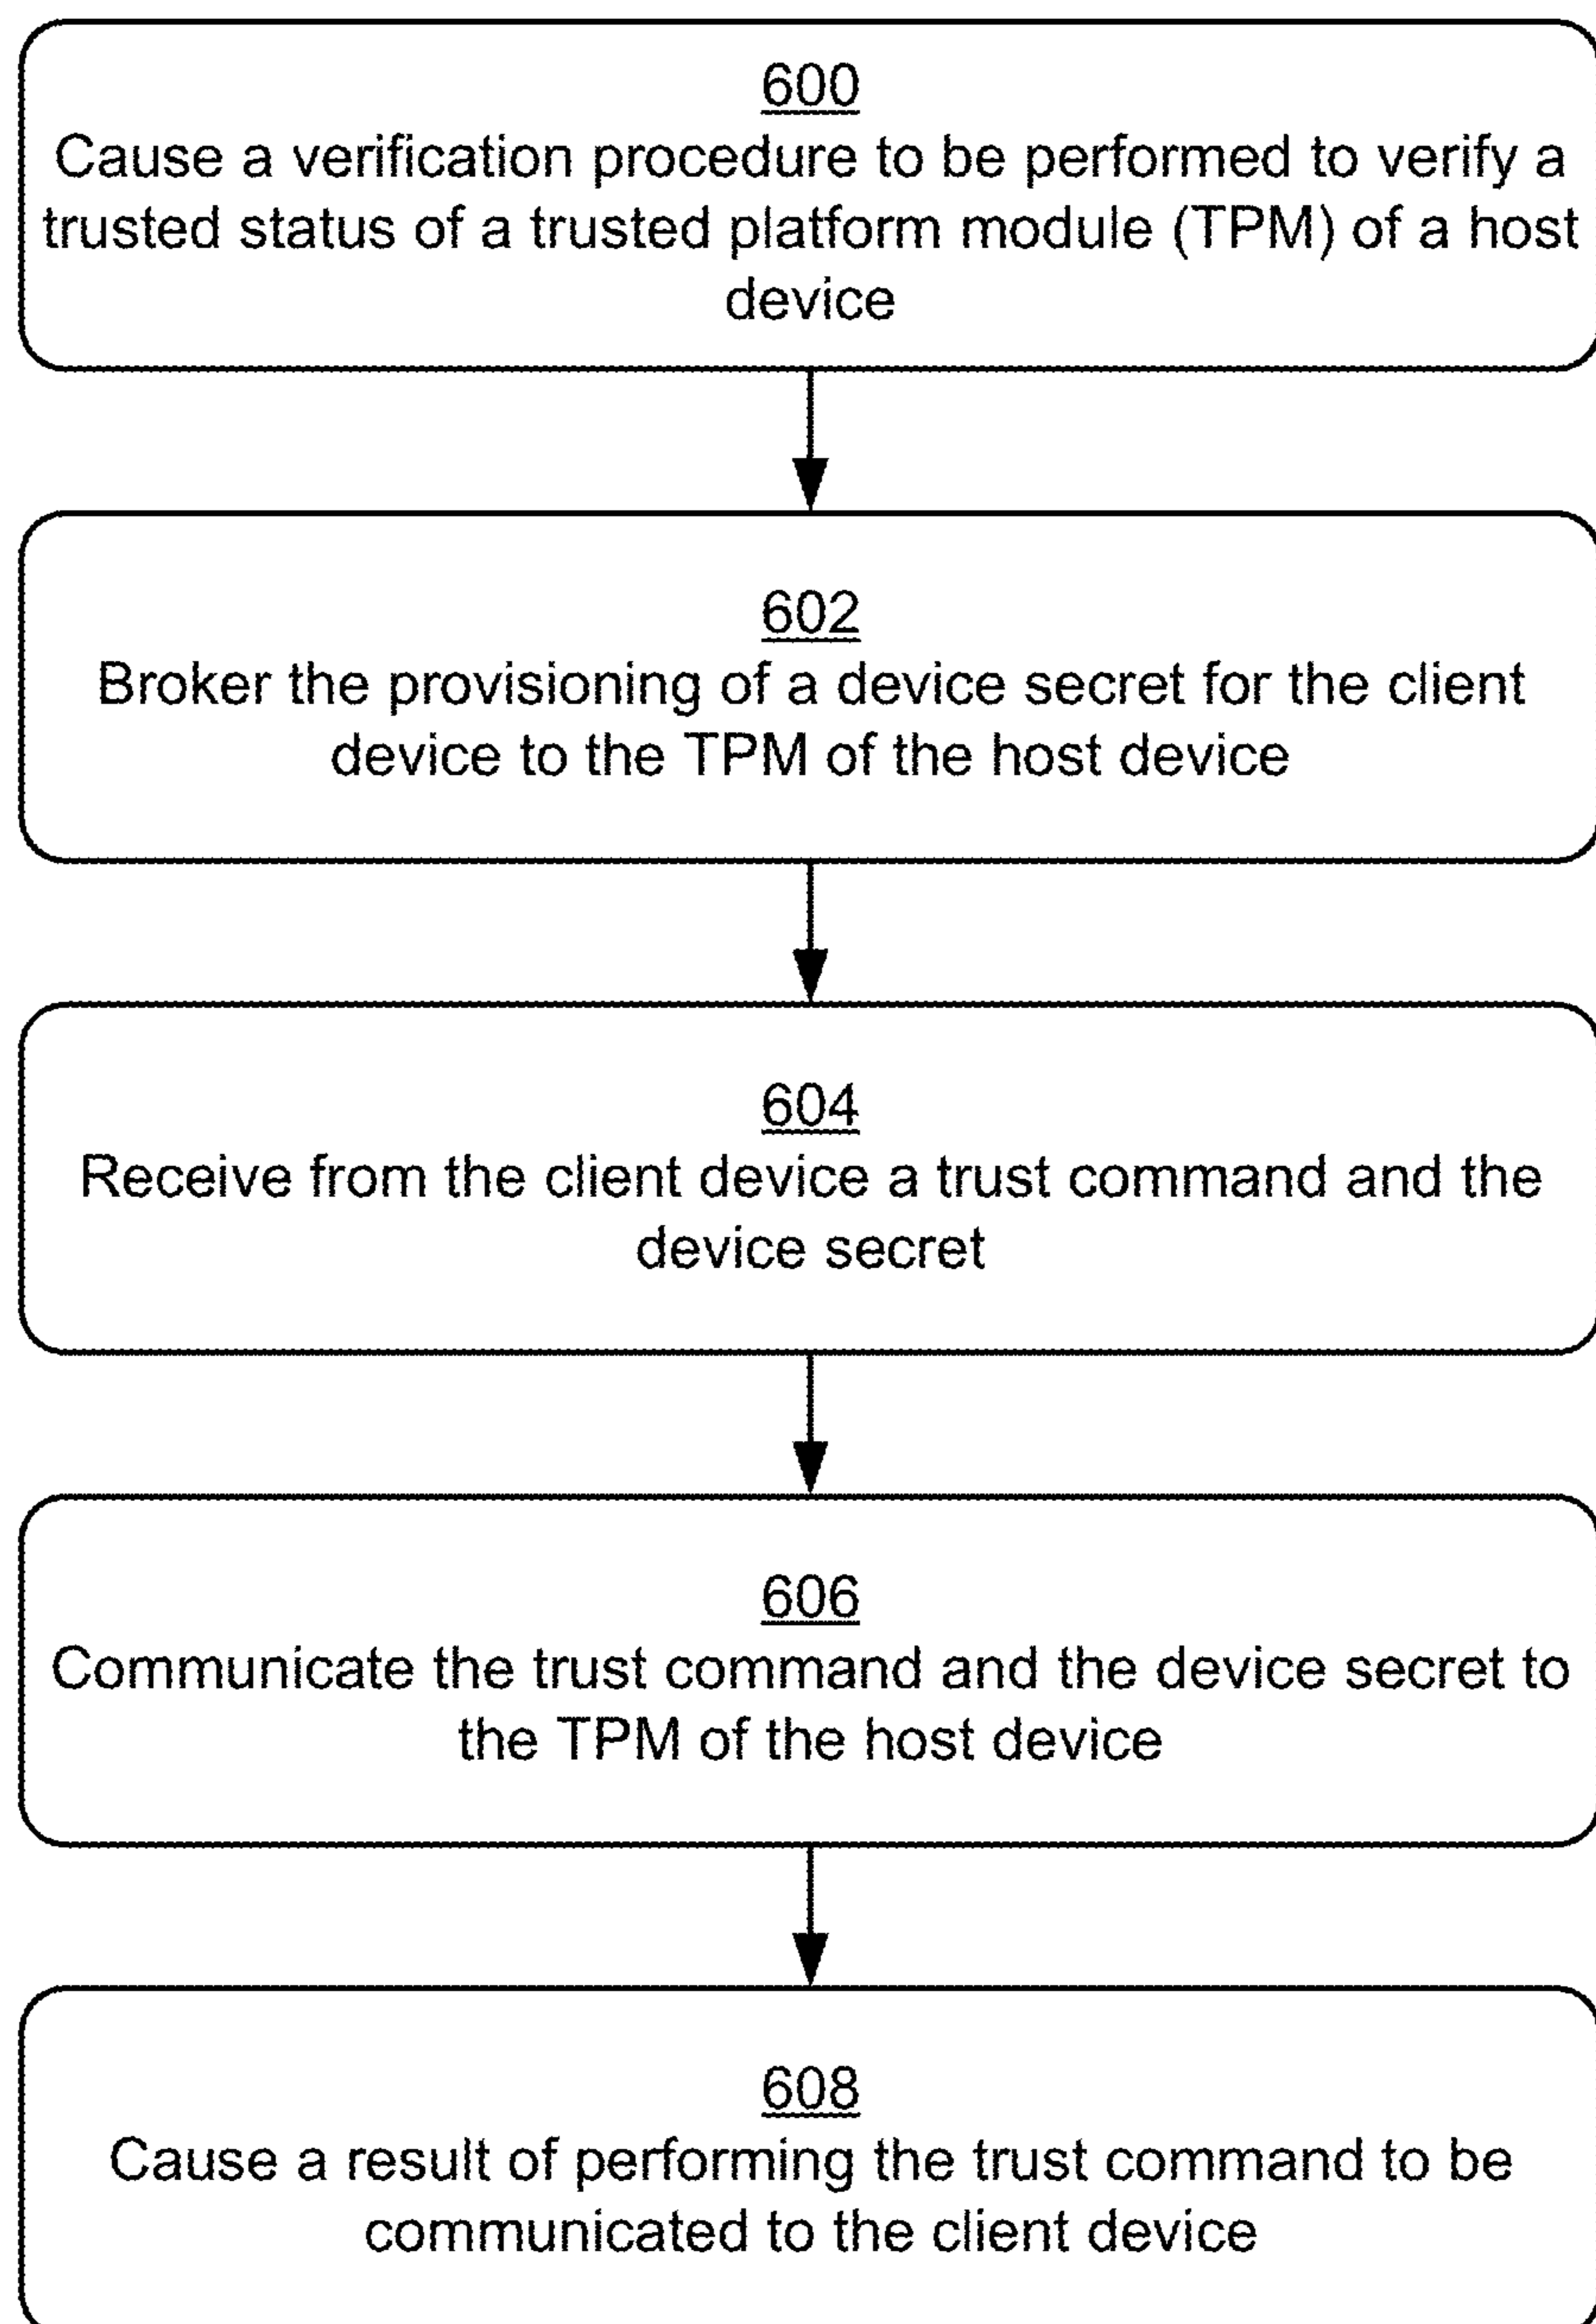 600
Cause a verification procedure to be performed to verify a
trusted status of a trusted platform module (TPM) of a host
device
602
Broker the provisioning of a device secret for the client
device to the TPM of the host device
604
Receive from the client device a trust command and the
device secret
606
Communicate the trust command and the device secret to
the TPM of the host device
608
Cause a result of performing the trust command to be
communicated to the client device